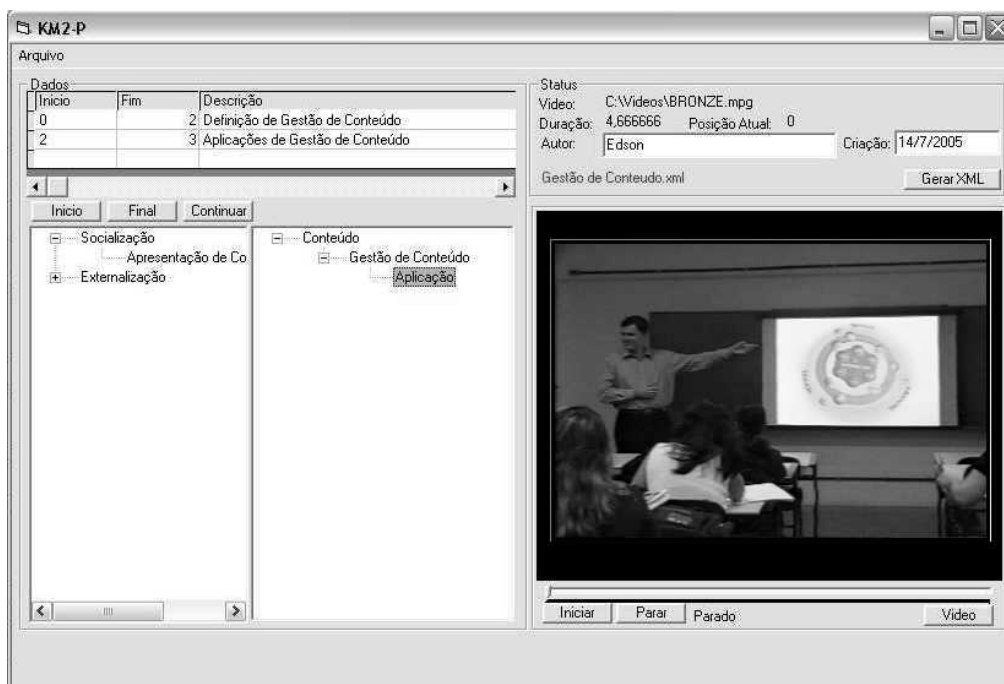 KM2-P
Arquivo
Dados
Inicio Fim Descrição
0 2 Definição de Gestão de Conteúdo
2 3 Aplicações de Gestão de Conteúdo
Inicio Final Continuar
Socialização
Apresentação de Co
Externalização
Conteúdo
Gestão de Conteúdo
Aplicação
Status
Video: C:\Videos\BRONZE.mpg
Duração: 4,666666 Posição Atual: 0
Autor: Edson Criação: 14/7/2005
Gestão de Conteudo.xml Gerar XML
Iniciar Parar Parado Video